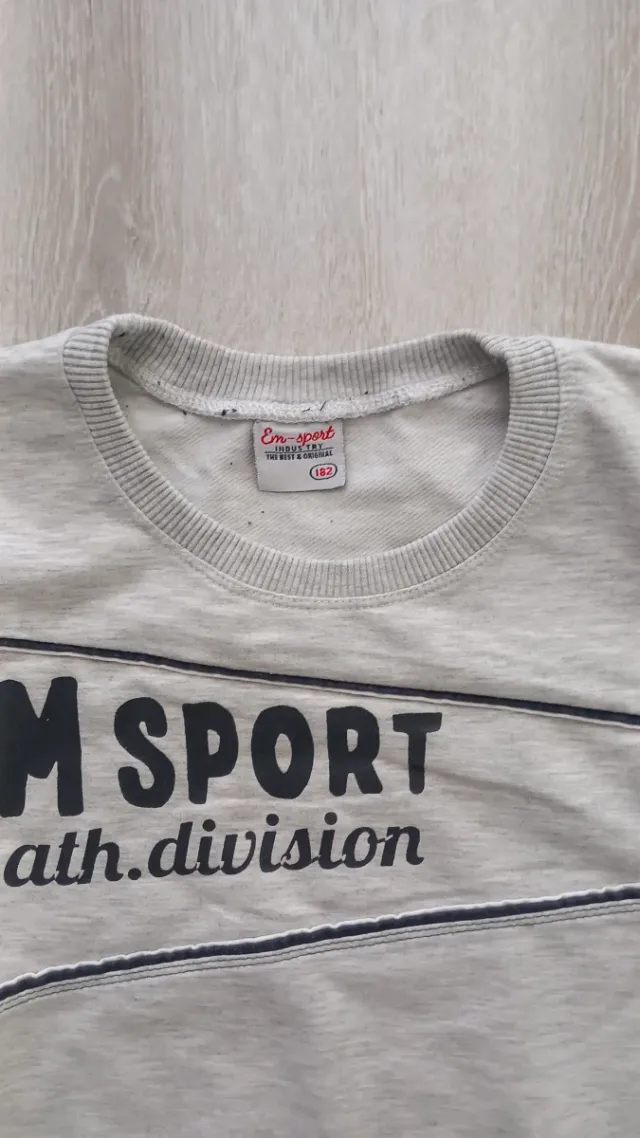 Em-sport
INDUSTRY
THE BEST & ORIGINAL
182
M SPORT
ath.division